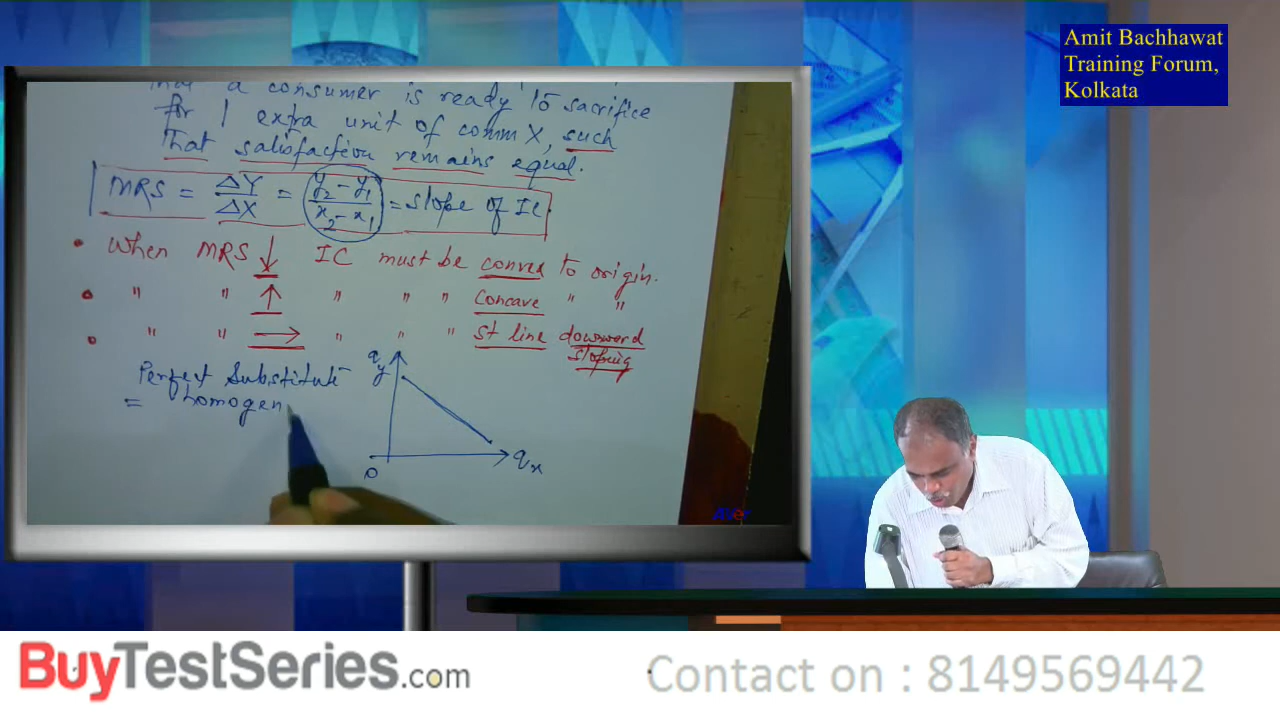 Amit Bachhawat
Training Forum,
Kolkata
that a consumer is ready to sacrifice
for 1 extra unit of comm X, such
that satisfaction remains equal.
MRS = ΔY/ΔX = y2 - y1 / x2 - x1 = slope of IC.
• When MRS ↓ IC must be convex to origin.
• " " ↑ " " " Concave " "
• " " → " " " st line downward
sloping
Perfect Substitute
= homogen
qy
O
qx
AVer
BuyTestSeries.com
Contact on : 8149569442